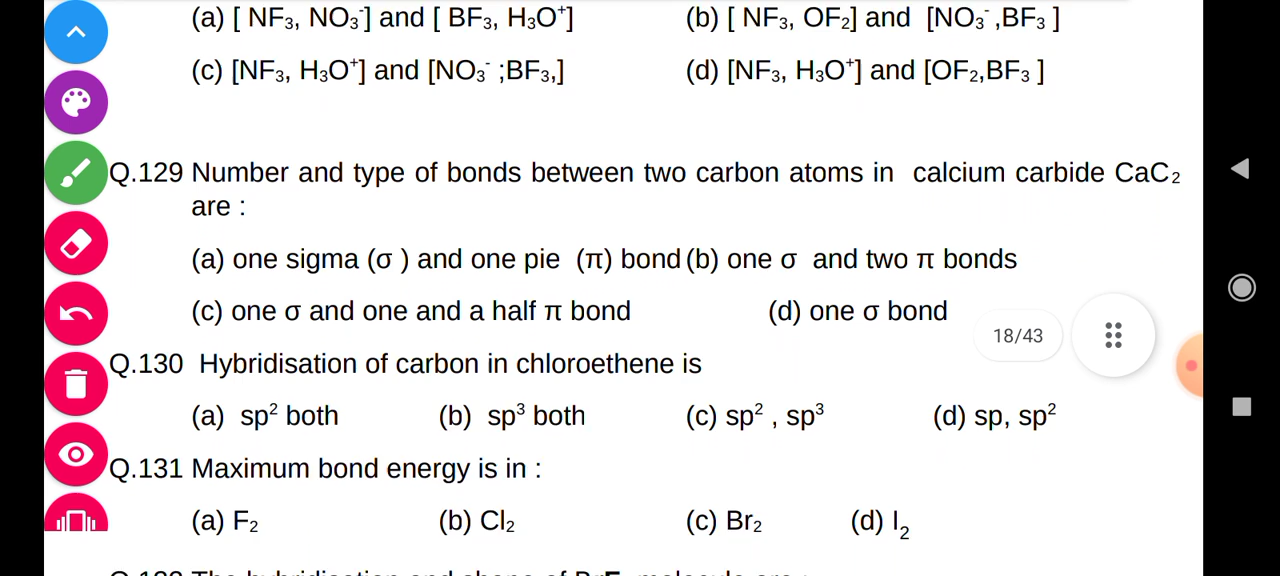 (a) [ NF₃, NO₃⁻] and [ BF₃, H₃O⁺] (b) [ NF₃, OF₂] and [NO₃⁻ ,BF₃ ]
(c) [NF₃, H₃O⁺] and [NO₃⁻ ;BF₃,] (d) [NF₃, H₃O⁺] and [OF₂,BF₃ ]
Q.129 Number and type of bonds between two carbon atoms in calcium carbide CaC₂
are :
(a) one sigma (σ ) and one pie (π) bond (b) one σ and two π bonds
(c) one σ and one and a half π bond (d) one σ bond
18/43
Q.130 Hybridisation of carbon in chloroethene is
(a) sp² both (b) sp³ both (c) sp² , sp³ (d) sp, sp²
Q.131 Maximum bond energy is in :
(a) F₂ (b) Cl₂ (c) Br₂ (d) I₂